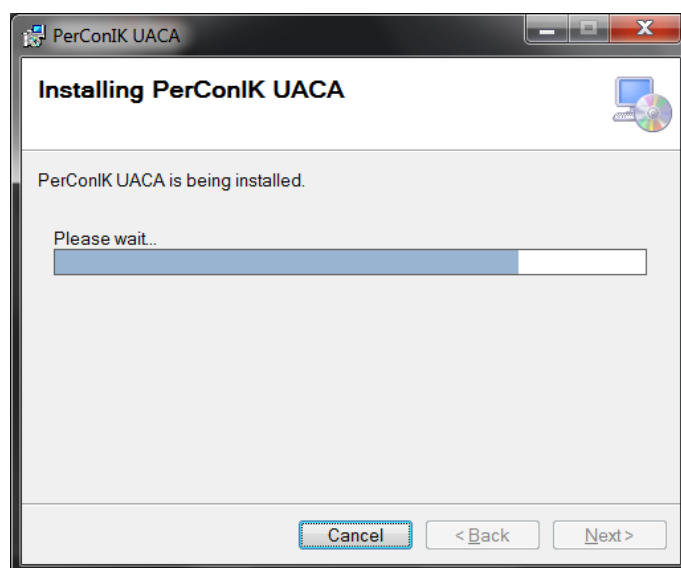 PerConIK UACA
Installing PerConIK UACA
PerConIK UACA is being installed.
Please wait...
Cancel
< Back
Next >